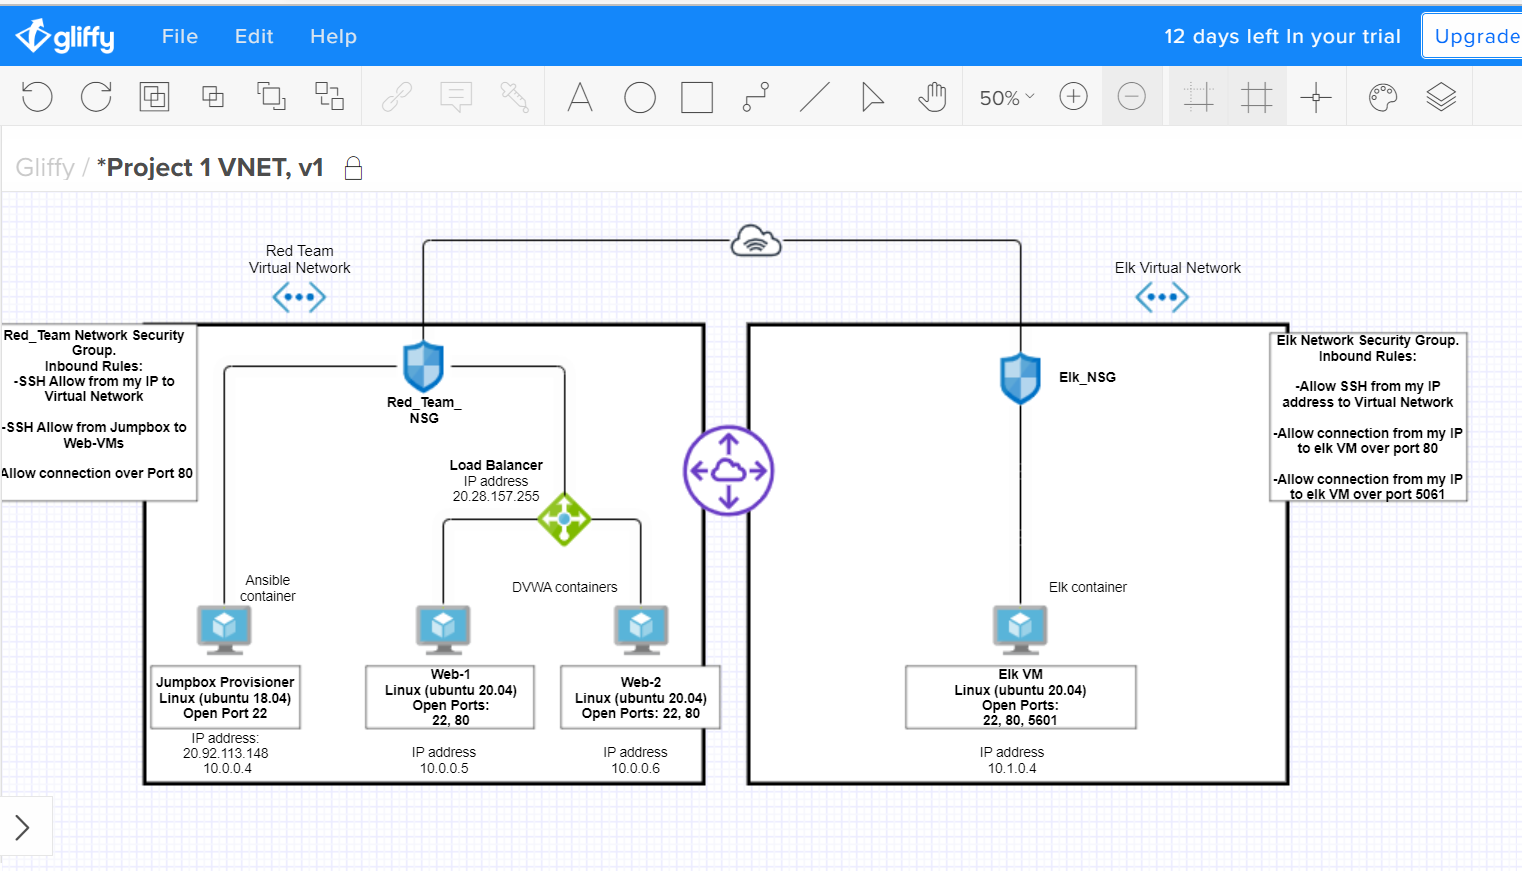 gliffy File Edit Help 12 days left In your trial Upgrade
A 50%
Gliffy / *Project 1 VNET, v1
Red Team
Virtual Network
Elk Virtual Network
Red_Team Network Security
Group.
Inbound Rules:
-SSH Allow from my IP to
Virtual Network
-SSH Allow from Jumpbox to
Web-VMs
Allow connection over Port 80
Red_Team_
NSG
Load Balancer
IP address
20.28.157.255
Ansible
container
DVWA containers
Jumpbox Provisioner
Linux (ubuntu 18.04)
Open Port 22
IP address:
20.92.113.148
10.0.0.4
Web-1
Linux (ubuntu 20.04)
Open Ports:
22, 80
IP address
10.0.0.5
Web-2
Linux (ubuntu 20.04)
Open Ports: 22, 80
IP address
10.0.0.6
Elk_NSG
Elk container
Elk VM
Linux (ubuntu 20.04)
Open Ports:
22, 80, 5601
IP address
10.1.0.4
Elk Network Security Group.
Inbound Rules:
-Allow SSH from my IP
address to Virtual Network
-Allow connection from my IP
to elk VM over port 80
-Allow connection from my IP
to elk VM over port 5061